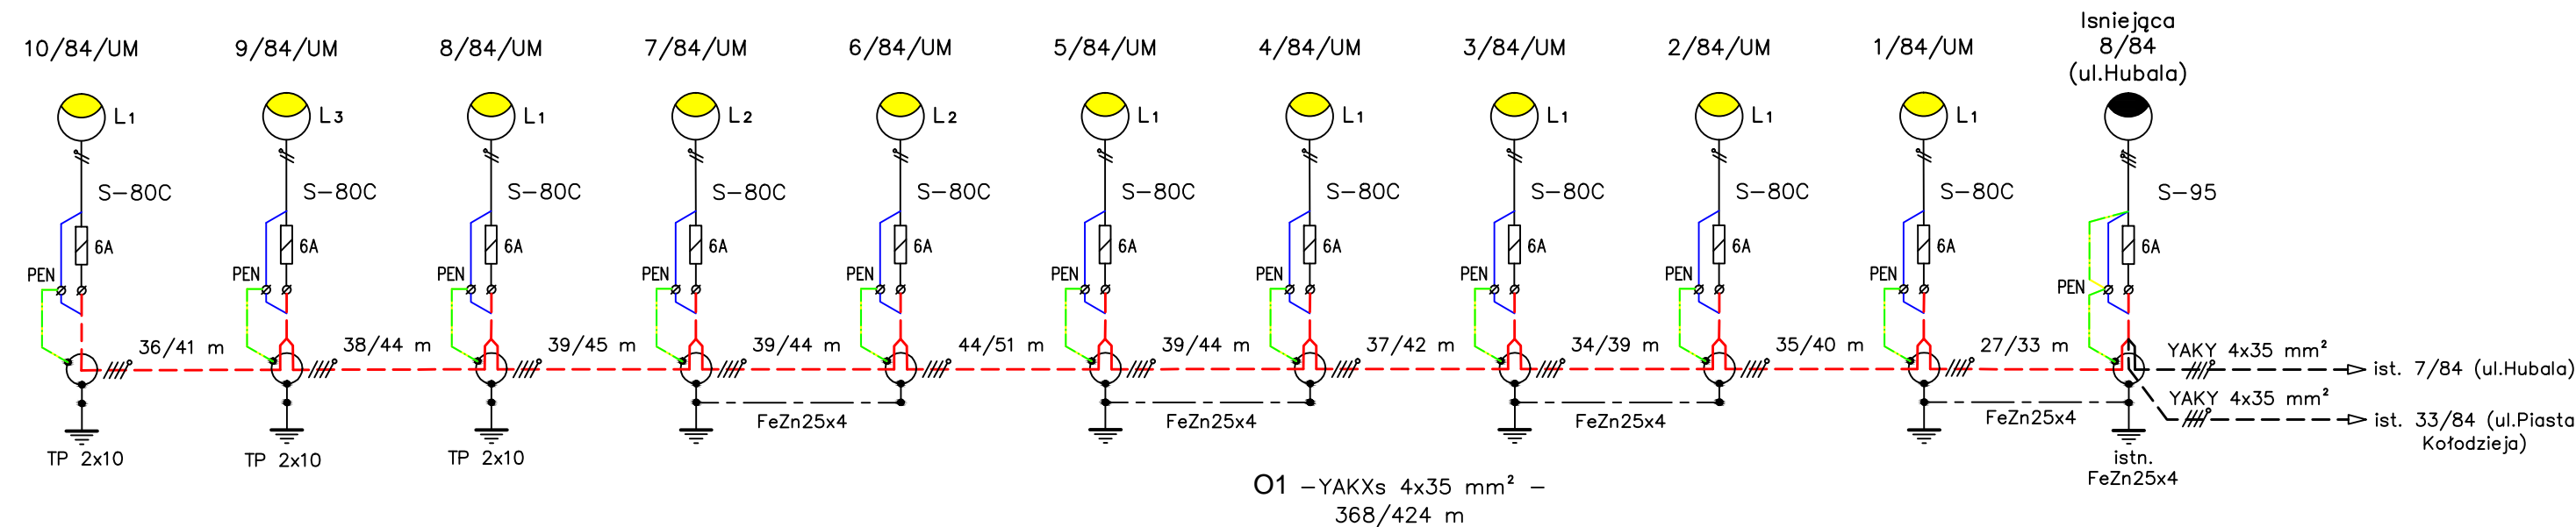 Isniejąca
10/84/UM 9/84/UM 8/84/UM 7/84/UM 6/84/UM 5/84/UM 4/84/UM 3/84/UM 2/84/UM 1/84/UM 8/84
(ul.Hubala)
L1 L3 L1 L2 L2 L1 L1 L1 L1 L1
S-80C S-80C S-80C S-80C S-80C S-80C S-80C S-80C S-80C S-80C S-95
6A 6A 6A 6A 6A 6A 6A 6A 6A 6A 6A
PEN PEN PEN PEN PEN PEN PEN PEN PEN PEN PEN
36/41 m 38/44 m 39/45 m 39/44 m 44/51 m 39/44 m 37/42 m 34/39 m 35/40 m 27/33 m YAKY 4x35 mm²
ist. 7/84 (ul.Hubala)
YAKY 4x35 mm²
ist. 33/84 (ul.Piasta
Kołodzieja)
FeZn25x4 FeZn25x4 FeZn25x4 FeZn25x4
TP 2x10 TP 2x10 TP 2x10 istn.
FeZn25x4
O1 -YAKXs 4x35 mm² -
368/424 m